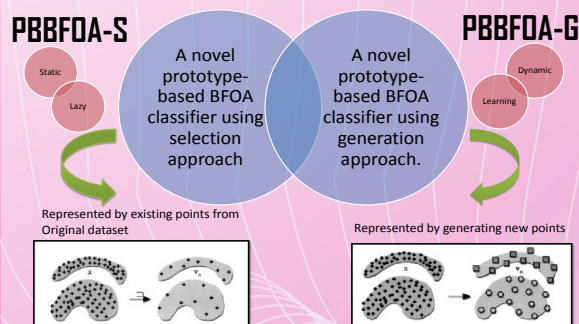 PBBFOA-S
PBBFOA-G
Static
Lazy
A novel
prototype-
based BFOA
classifier using
selection
approach
A novel
prototype-
based BFOA
classifier using
generation
approach.
Dynamic
Learning
Represented by existing points from
Original dataset
Represented by generating new points
X
X